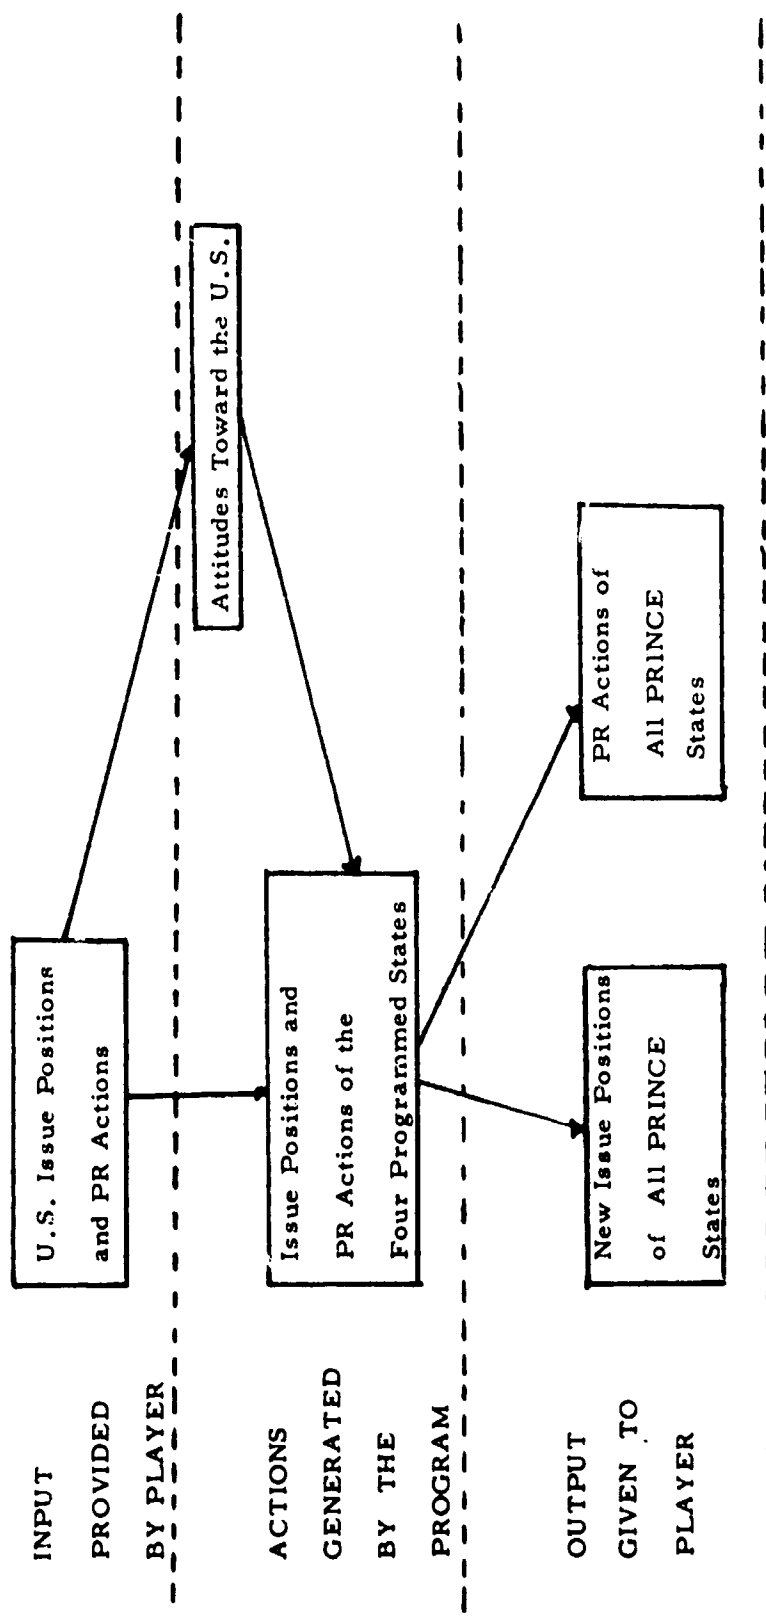 INPUT
PROVIDED
BY PLAYER
U.S. Issue Positions
and PR Actions
ACTIONS
GENERATED
BY THE
PROGRAM
Issue Positions and
PR Actions of the
Four Programmed States
Attitudes Toward the U.S.
OUTPUT
GIVEN TO
PLAYER
New Issue Positions
of All PRINCE
States
PR Actions of
All PRINCE
States